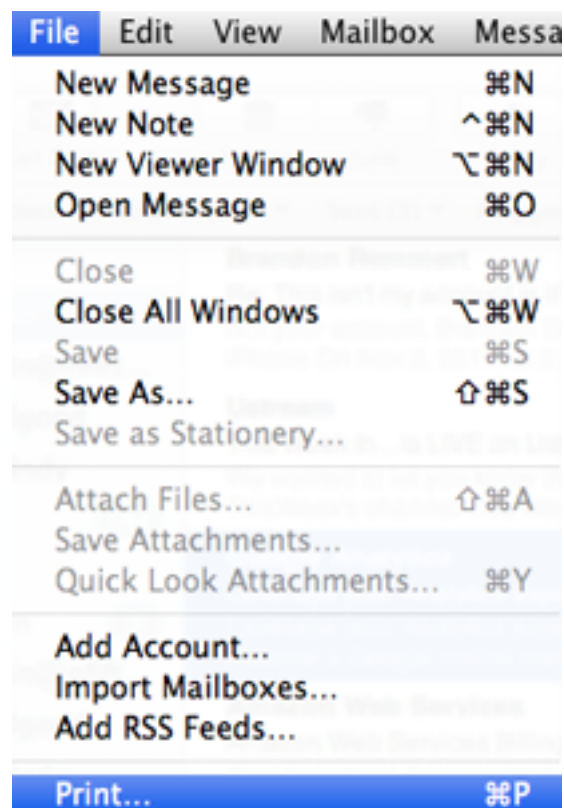 File Edit View Mailbox Messa
New Message ⌘N
New Note ^⌘N
New Viewer Window ⌥⌘N
Open Message ⌘O
Close ⌘W
Close All Windows ⌥⌘W
Save ⌘S
Save As... ⇧⌘S
Save as Stationery...
Attach Files... ⇧⌘A
Save Attachments...
Quick Look Attachments... ⌘Y
Add Account...
Import Mailboxes...
Add RSS Feeds...
Print... ⌘P